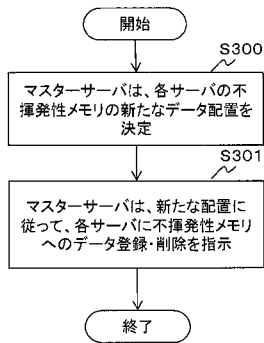 開始
S300
マスターサーバは、各サーバの不
揮発性メモリの新たなデータ配置を
決定
S301
マスターサーバは、新たな配置に
従って、各サーバに不揮発性メモリ
へのデータ登録・削除を指示
終了